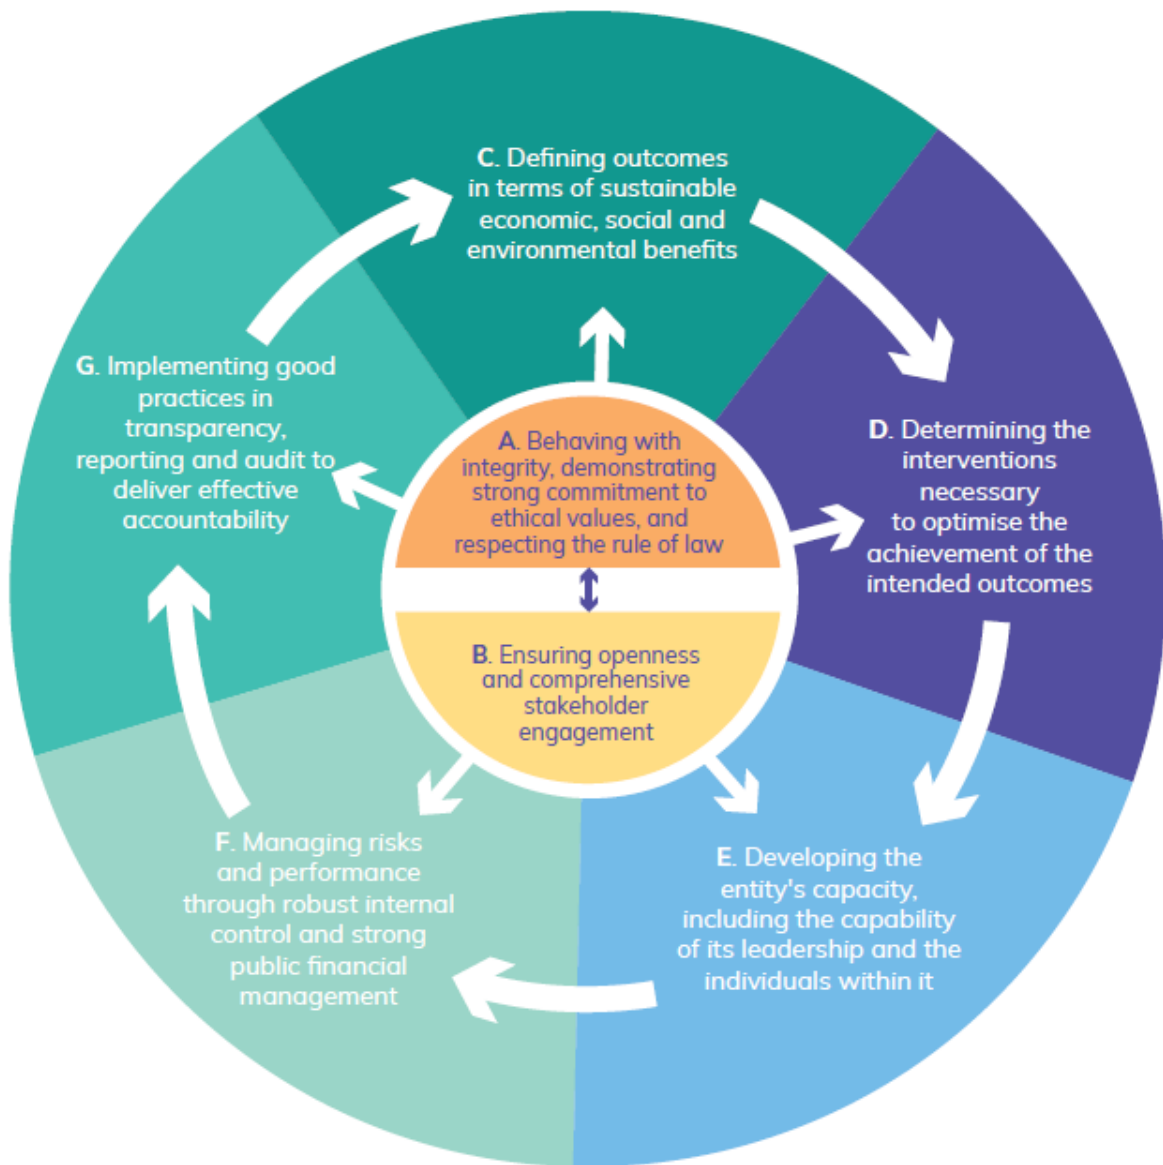 C. Defining outcomes
in terms of sustainable
economic, social and
environmental benefits
G. Implementing good
practices in
transparency,
reporting and audit to
deliver effective
accountability
A. Behaving with
integrity, demonstrating
strong commitment to
ethical values, and
respecting the rule of law
D. Determining the
interventions
necessary
to optimise the
achievement of the
intended outcomes
B. Ensuring openness
and comprehensive
stakeholder
engagement
F. Managing risks
and performance
through robust internal
control and strong
public financial
management
E. Developing the
entity's capacity,
including the capability
of its leadership and the
individuals within it